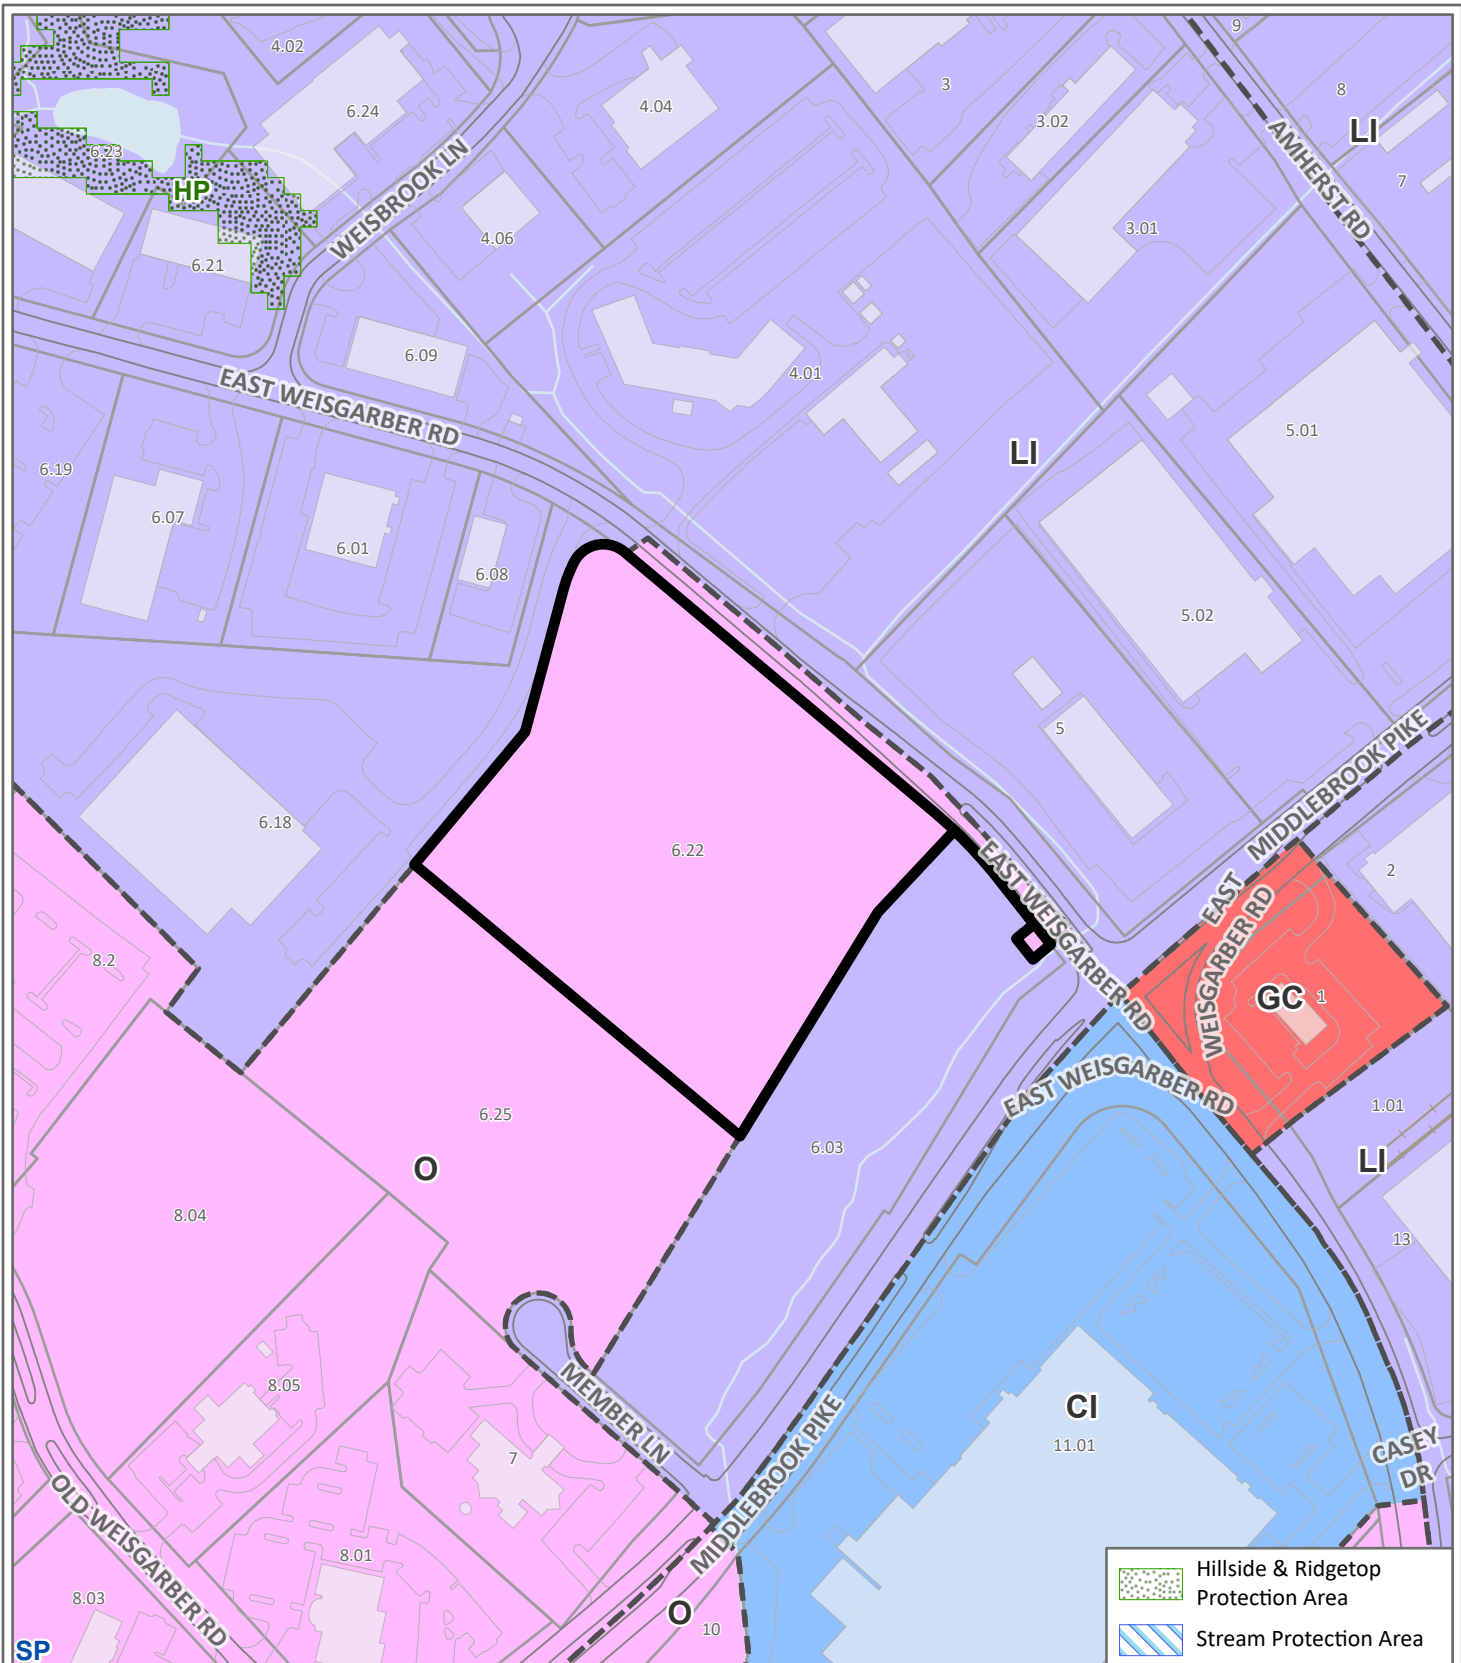 9
4.02
8
3
4.04
6.24
3.02
AMHERST RD
LI
6.23
WEISBROOK LN
7
HP
3.01
4.06
6.21
6.09
4.01
EAST WEISGARBER RD
5.01
LI
6.19
6.07
6.01
6.08
5.02
5
MIDDLEBROOK PIKE
6.18
6.22
EAST WEISGARBER RD
2
EAST
WEISGARBER RD
8.2
GC
1
EAST WEISGARBER RD
6.25
1.01
6.03
LI
O
8.04
13
8.05
MEMBER LN
CI
11.01
MIDDLEBROOK PIKE
CASEY
DR
7
OLD WEISGARBER RD
8.01
8.03
O
10
SP
Hillside & Ridgetop
Protection Area
Stream Protection Area